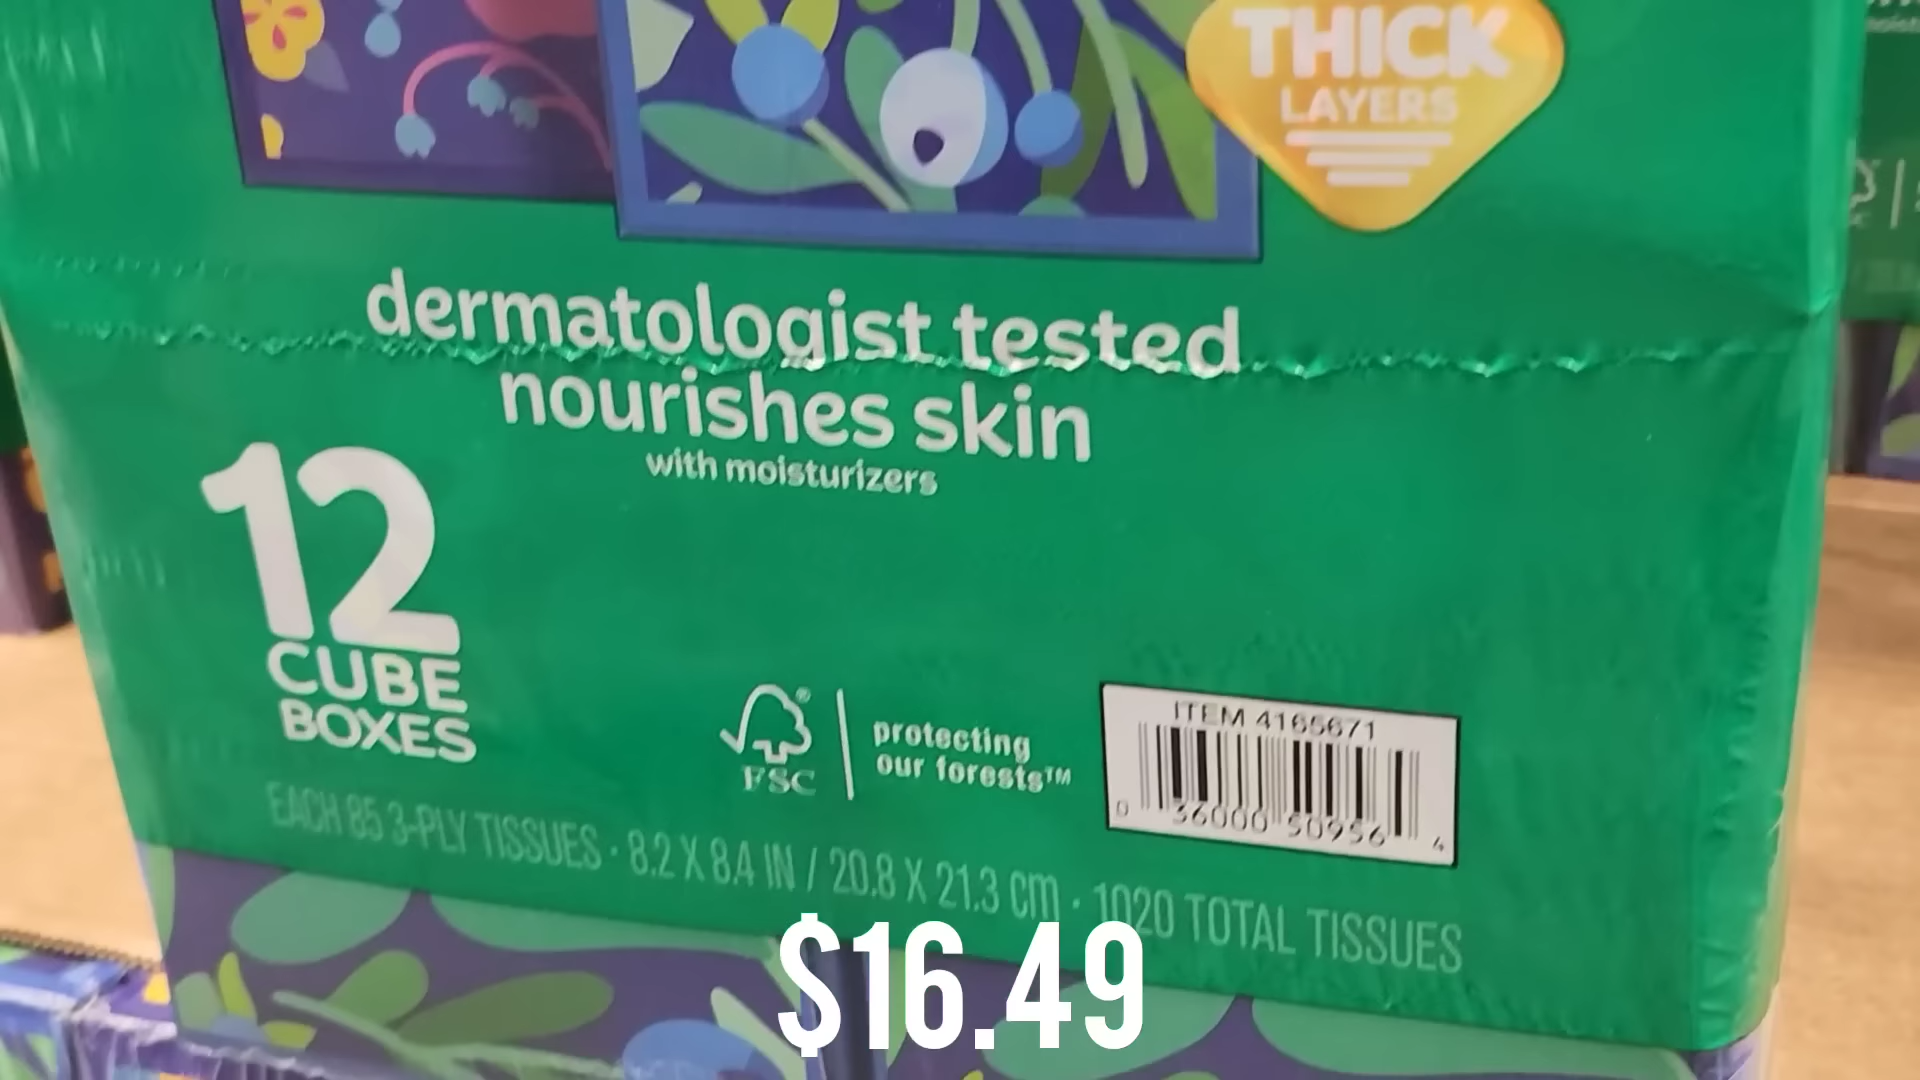 THICK
LAYERS
dermatologist tested
nourishes skin
with moisturizers
12
CUBE
BOXES
FSC
protecting
our forests™
ITEM 4165671
0 36000 50956 4
EACH 85 3-PLY TISSUES · 8.2 X 8.4 IN / 20.8 X 21.3 cm · 1020 TOTAL TISSUES
$16.49